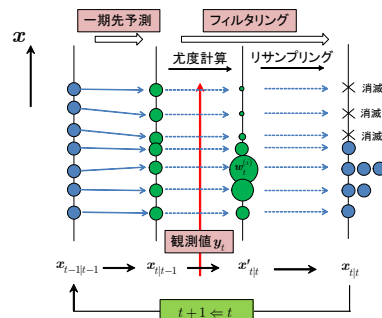 一期先予測
フィルタリング
x
尤度計算
リサンプリング
消滅
消滅
消滅
w_t^{(i)}
観測値 y_t
x_{t-1|t-1}
x_{t|t-1}
x'_{t|t}
x_{t|t}
t+1 ⇐ t